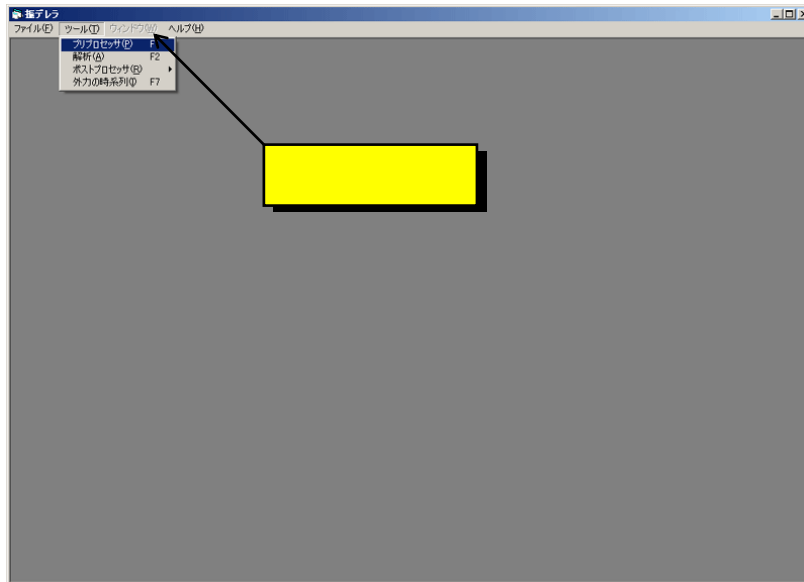 振デレラ
ファイル(F) ツール(T) ウィンドウ(W) ヘルプ(H)
プリプロセッサ(P)
解析(A) F2
ポストプロセッサ(R)
外力の時系列(I) F7